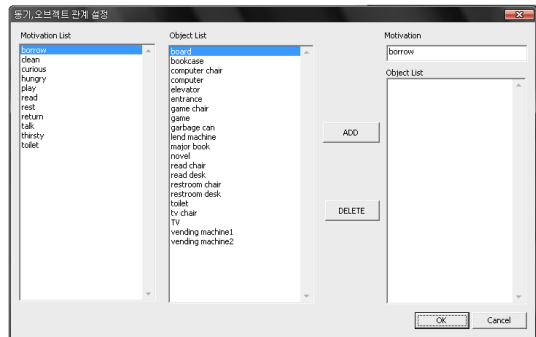 동기,오브젝트 관계 설정
Motivation List
borrow
clean
curious
hungry
play
read
rest
return
talk
thirsty
toilet
Object List
board
bookcase
computer chair
computer
elevator
entrance
game chair
game
garbage can
lend machine
major book
novel
read chair
read desk
restroom chair
restroom desk
toilet
tv chair
TV
vending machine1
vending machine2
ADD
DELETE
Motivation
borrow
Object List
OK
Cancel